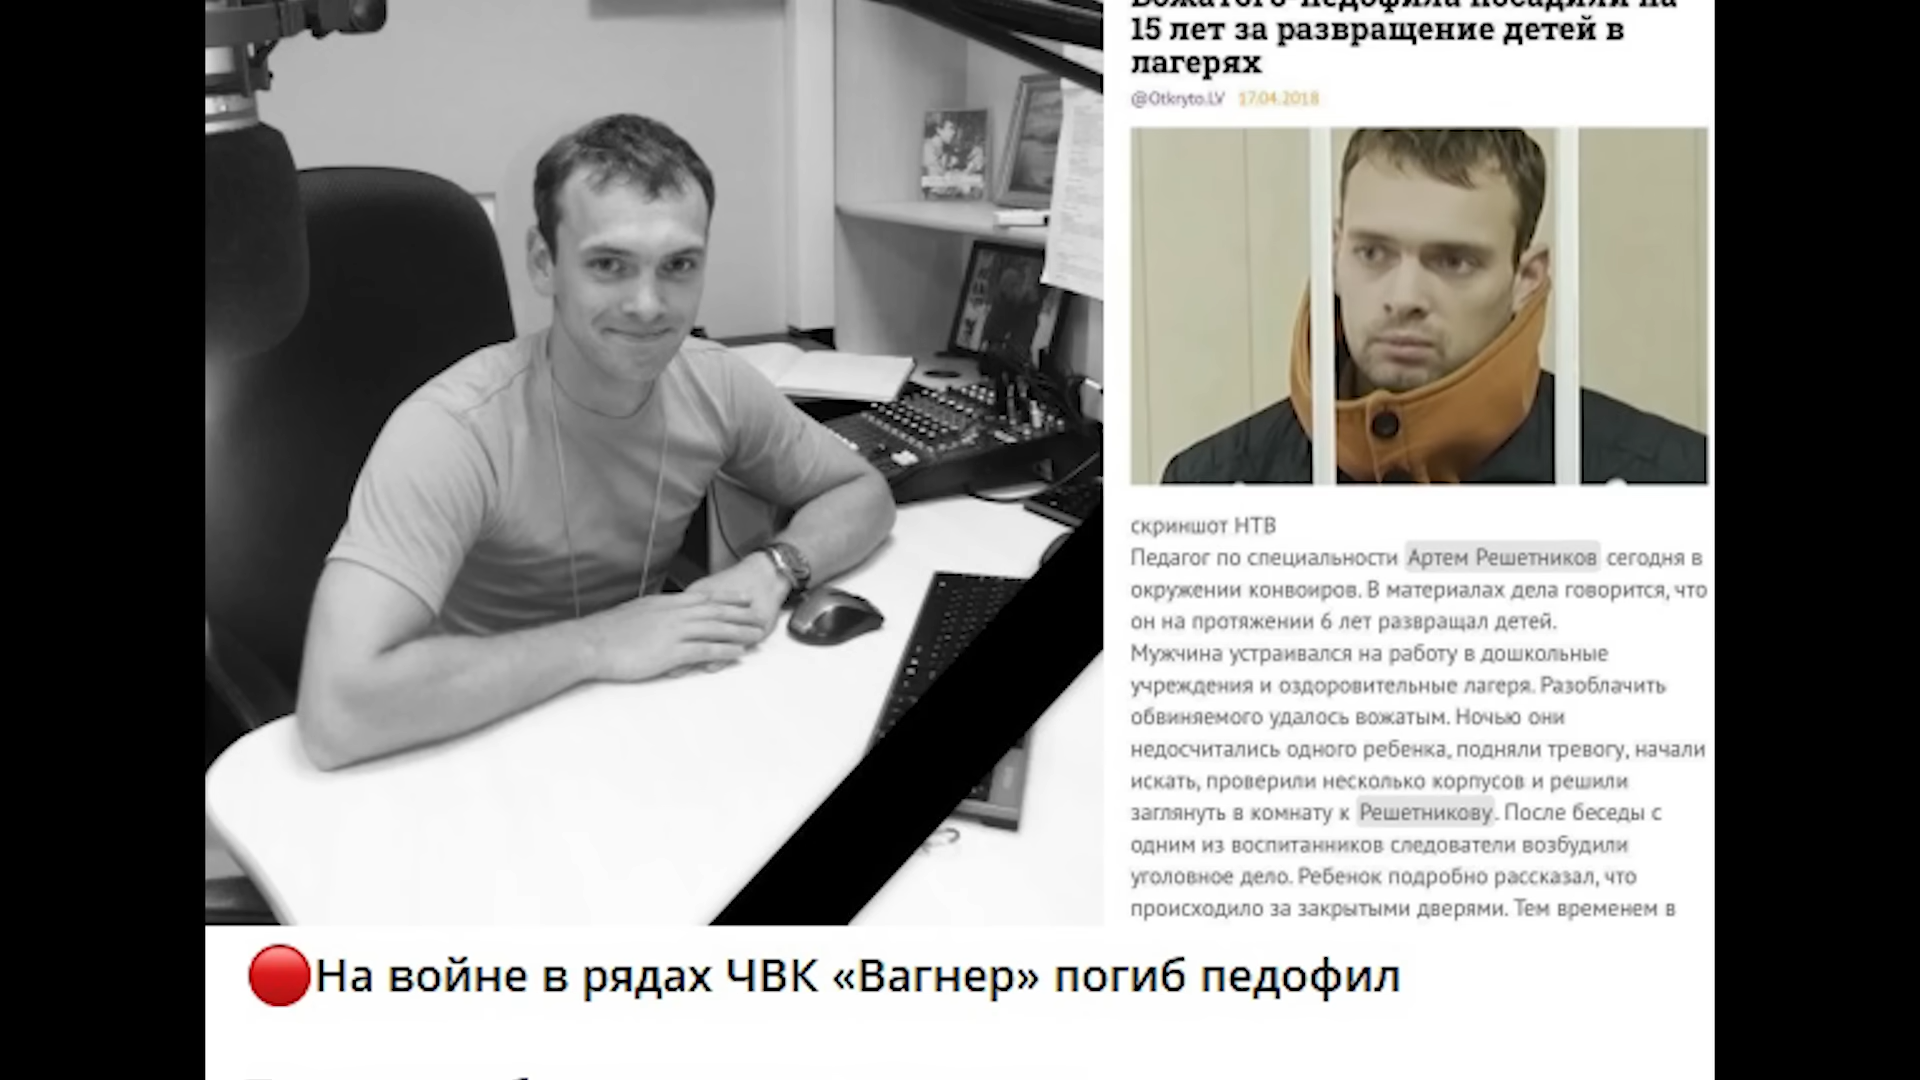 Вожатого-педофила посадили на
15 лет за развращение детей в
лагерях
@Otkryto.LV 17.04.2018
скриншот НТВ
Педагог по специальности Артем Решетников сегодня в
окружении конвоиров. В материалах дела говорится, что
он на протяжении 6 лет развращал детей.
Мужчина устраивался на работу в дошкольные
учреждения и оздоровительные лагеря. Разоблачить
обвиняемого удалось вожатым. Ночью они
недосчитались одного ребенка, подняли тревогу, начали
искать, проверили несколько корпусов и решили
заглянуть в комнату к Решетникову. После беседы с
одним из воспитанников следователи возбудили
уголовное дело. Ребенок подробно рассказал, что
происходило за закрытыми дверями. Тем временем в
На войне в рядах ЧВК «Вагнер» погиб педофил